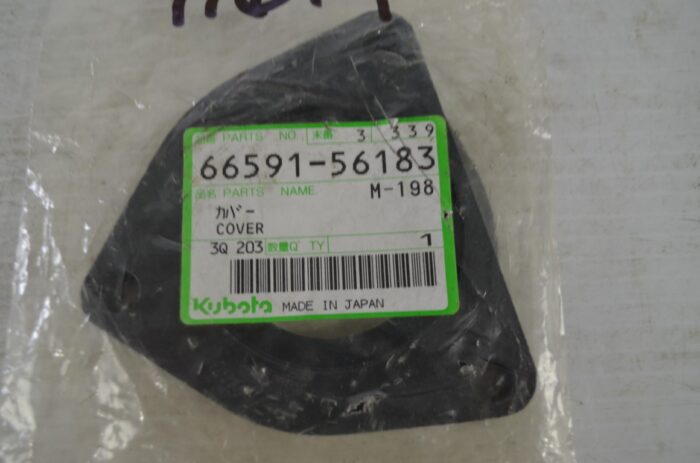 品番 PARTS NO. 末番 3 339
66591-56183
品名 PARTS NAME M-198
カバー
COVER
3Q 203 数量Q'TY 1
Kubota MADE IN JAPAN